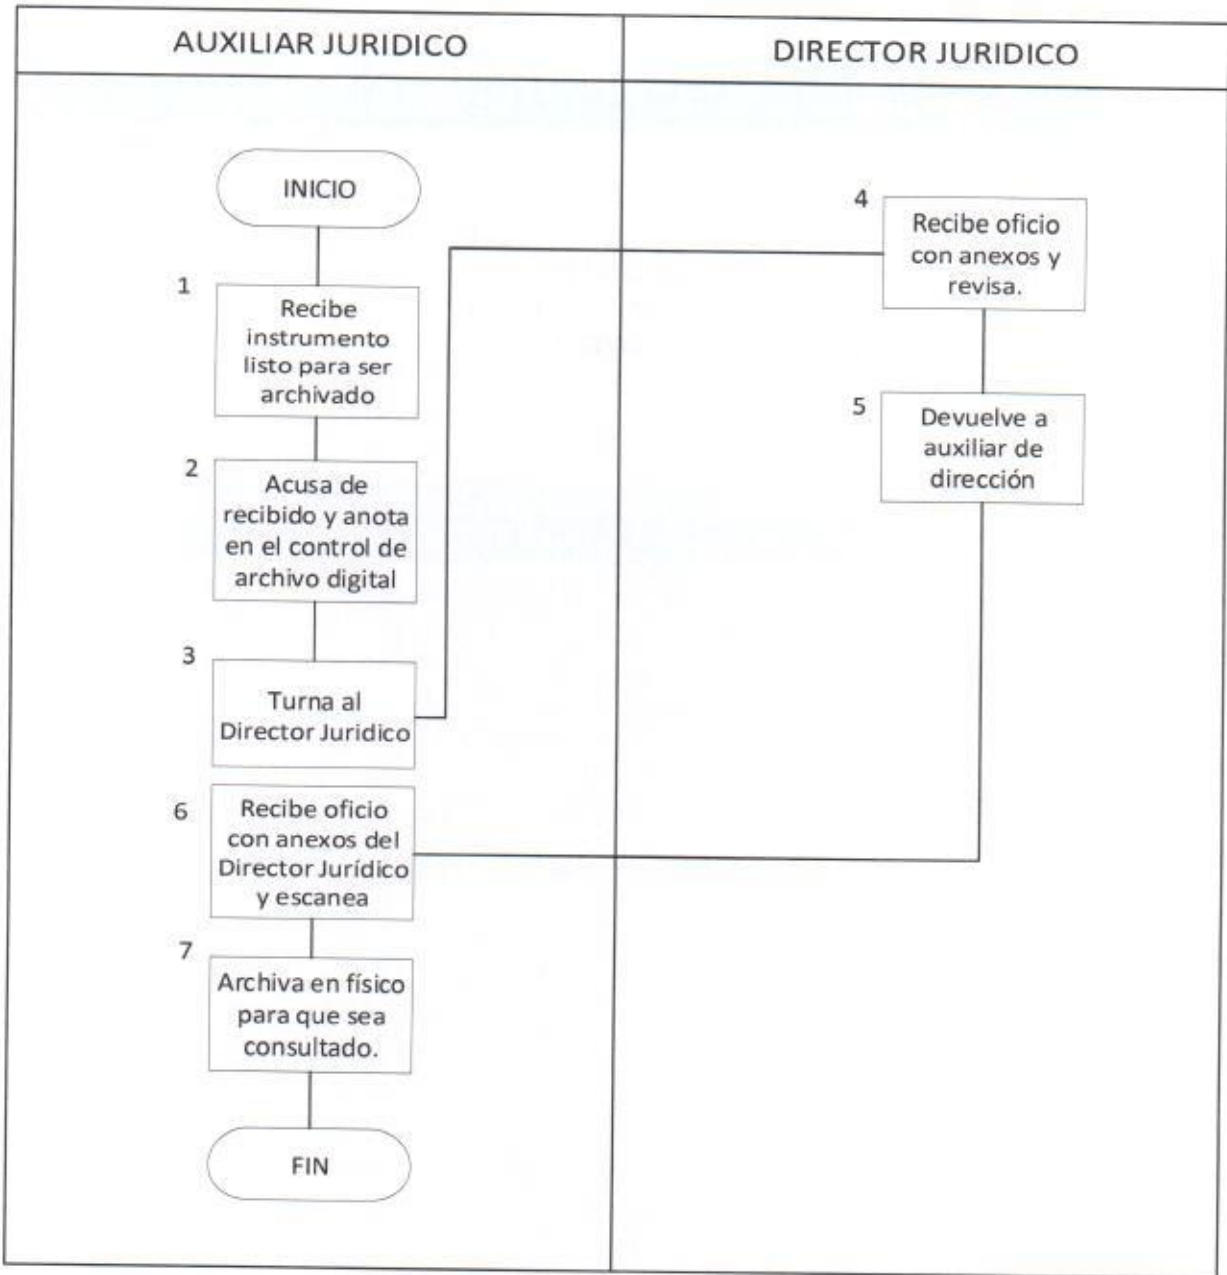 AUXILIAR JURIDICO
DIRECTOR JURIDICO
INICIO
1
Recibe
instrumento
listo para ser
archivado
2
Acusa de
recibido y anota
en el control de
archivo digital
3
Turna al
Director Juridico
4
Recibe oficio
con anexos y
revisa.
5
Devuelve a
auxiliar de
dirección
6
Recibe oficio
con anexos del
Director Jurídico
y escanea
7
Archiva en físico
para que sea
consultado.
FIN